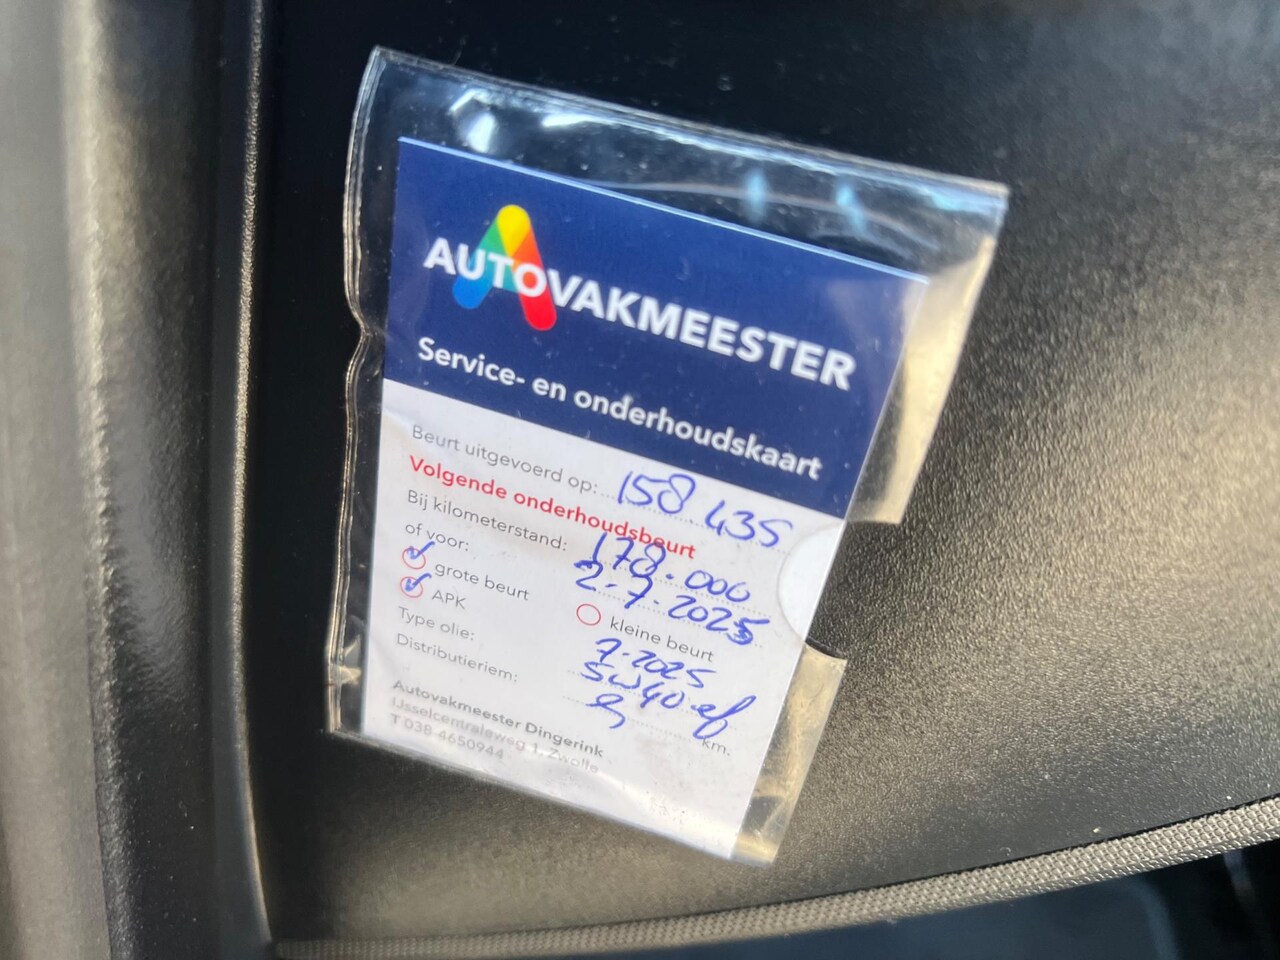 AUTOVAKMEESTER
Service- en onderhoudskaart
Beurt uitgevoerd op: 158.435
Volgende onderhoudsbeurt
Bij kilometerstand: 178.000
of voor: 2-7-2025
grote beurt kleine beurt
APK 7-2025
Type olie: 5W40
Distributieriem: km.
Autovakmeester Dingerink
IJsselcentraleweg 1, Zwolle
T 038-4650944